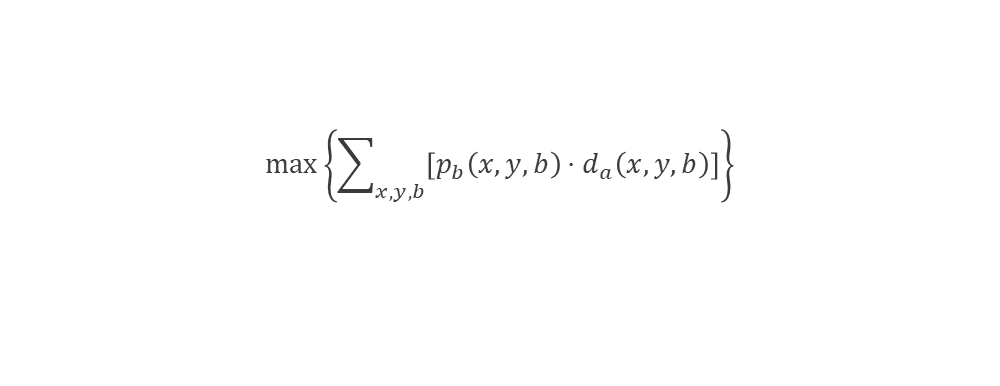 max {∑_{x,y,b} [p_b(x, y, b) · d_a(x, y, b)]}